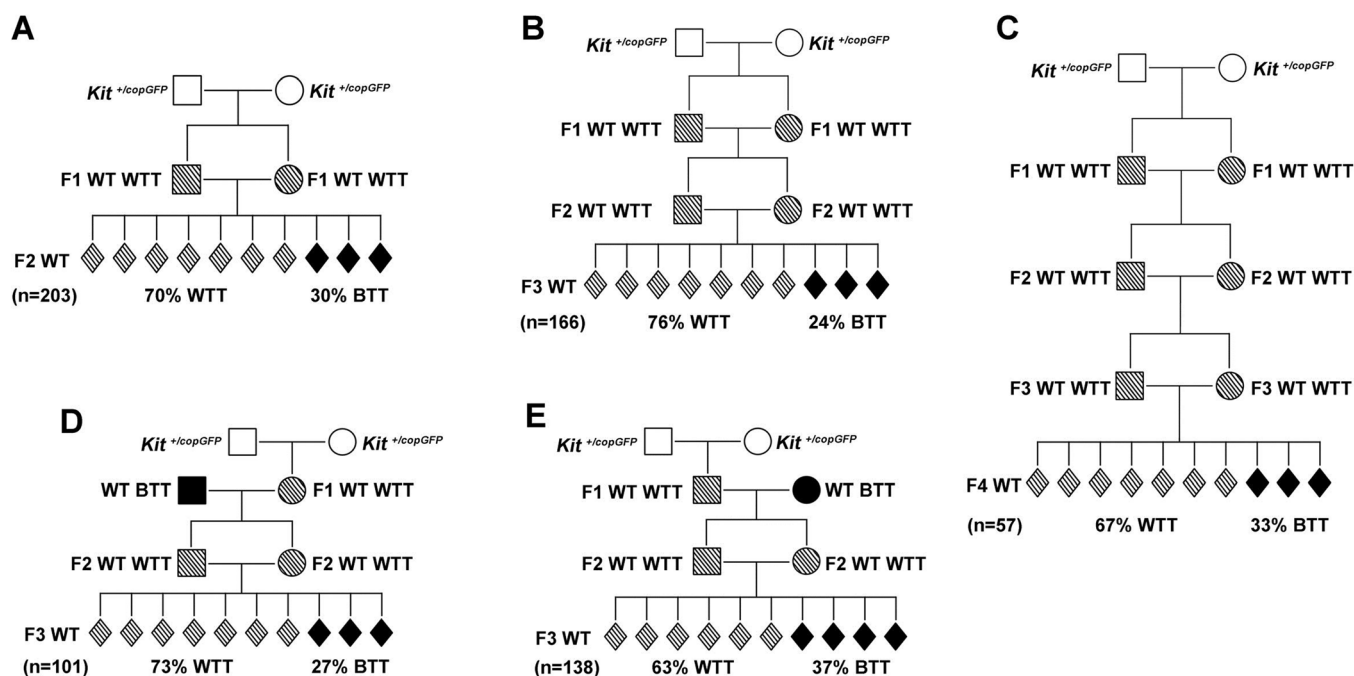 A
Kit +/copGFP Kit +/copGFP
F1 WT WTT F1 WT WTT
F2 WT
(n=203) 70% WTT 30% BTT
B
Kit +/copGFP Kit +/copGFP
F1 WT WTT F1 WT WTT
F2 WT WTT F2 WT WTT
F3 WT
(n=166) 76% WTT 24% BTT
C
Kit +/copGFP Kit +/copGFP
F1 WT WTT F1 WT WTT
F2 WT WTT F2 WT WTT
F3 WT WTT F3 WT WTT
F4 WT
(n=57) 67% WTT 33% BTT
D
Kit +/copGFP Kit +/copGFP
WT BTT F1 WT WTT
F2 WT WTT F2 WT WTT
F3 WT
(n=101) 73% WTT 27% BTT
E
Kit +/copGFP Kit +/copGFP
F1 WT WTT WT BTT
F2 WT WTT F2 WT WTT
F3 WT
(n=138) 63% WTT 37% BTT